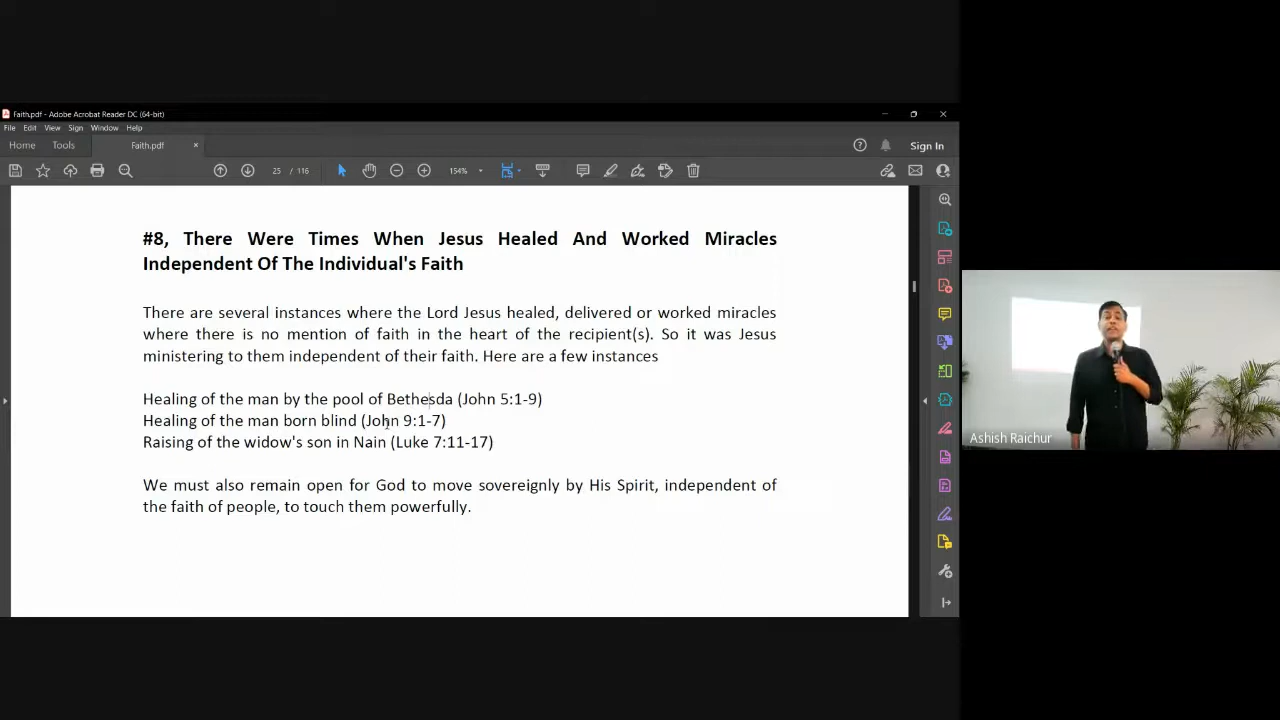 Faith.pdf - Adobe Acrobat Reader DC (64-bit)
File Edit View Sign Window Help
Home Tools Faith.pdf × Sign In
25 / 116 154%
#8, There Were Times When Jesus Healed And Worked Miracles
Independent Of The Individual's Faith
There are several instances where the Lord Jesus healed, delivered or worked miracles
where there is no mention of faith in the heart of the recipient(s). So it was Jesus
ministering to them independent of their faith. Here are a few instances
Healing of the man by the pool of Bethesda (John 5:1-9)
Healing of the man born blind (John 9:1-7)
Raising of the widow's son in Nain (Luke 7:11-17)
We must also remain open for God to move sovereignly by His Spirit, independent of
the faith of people, to touch them powerfully.
Ashish Raichur